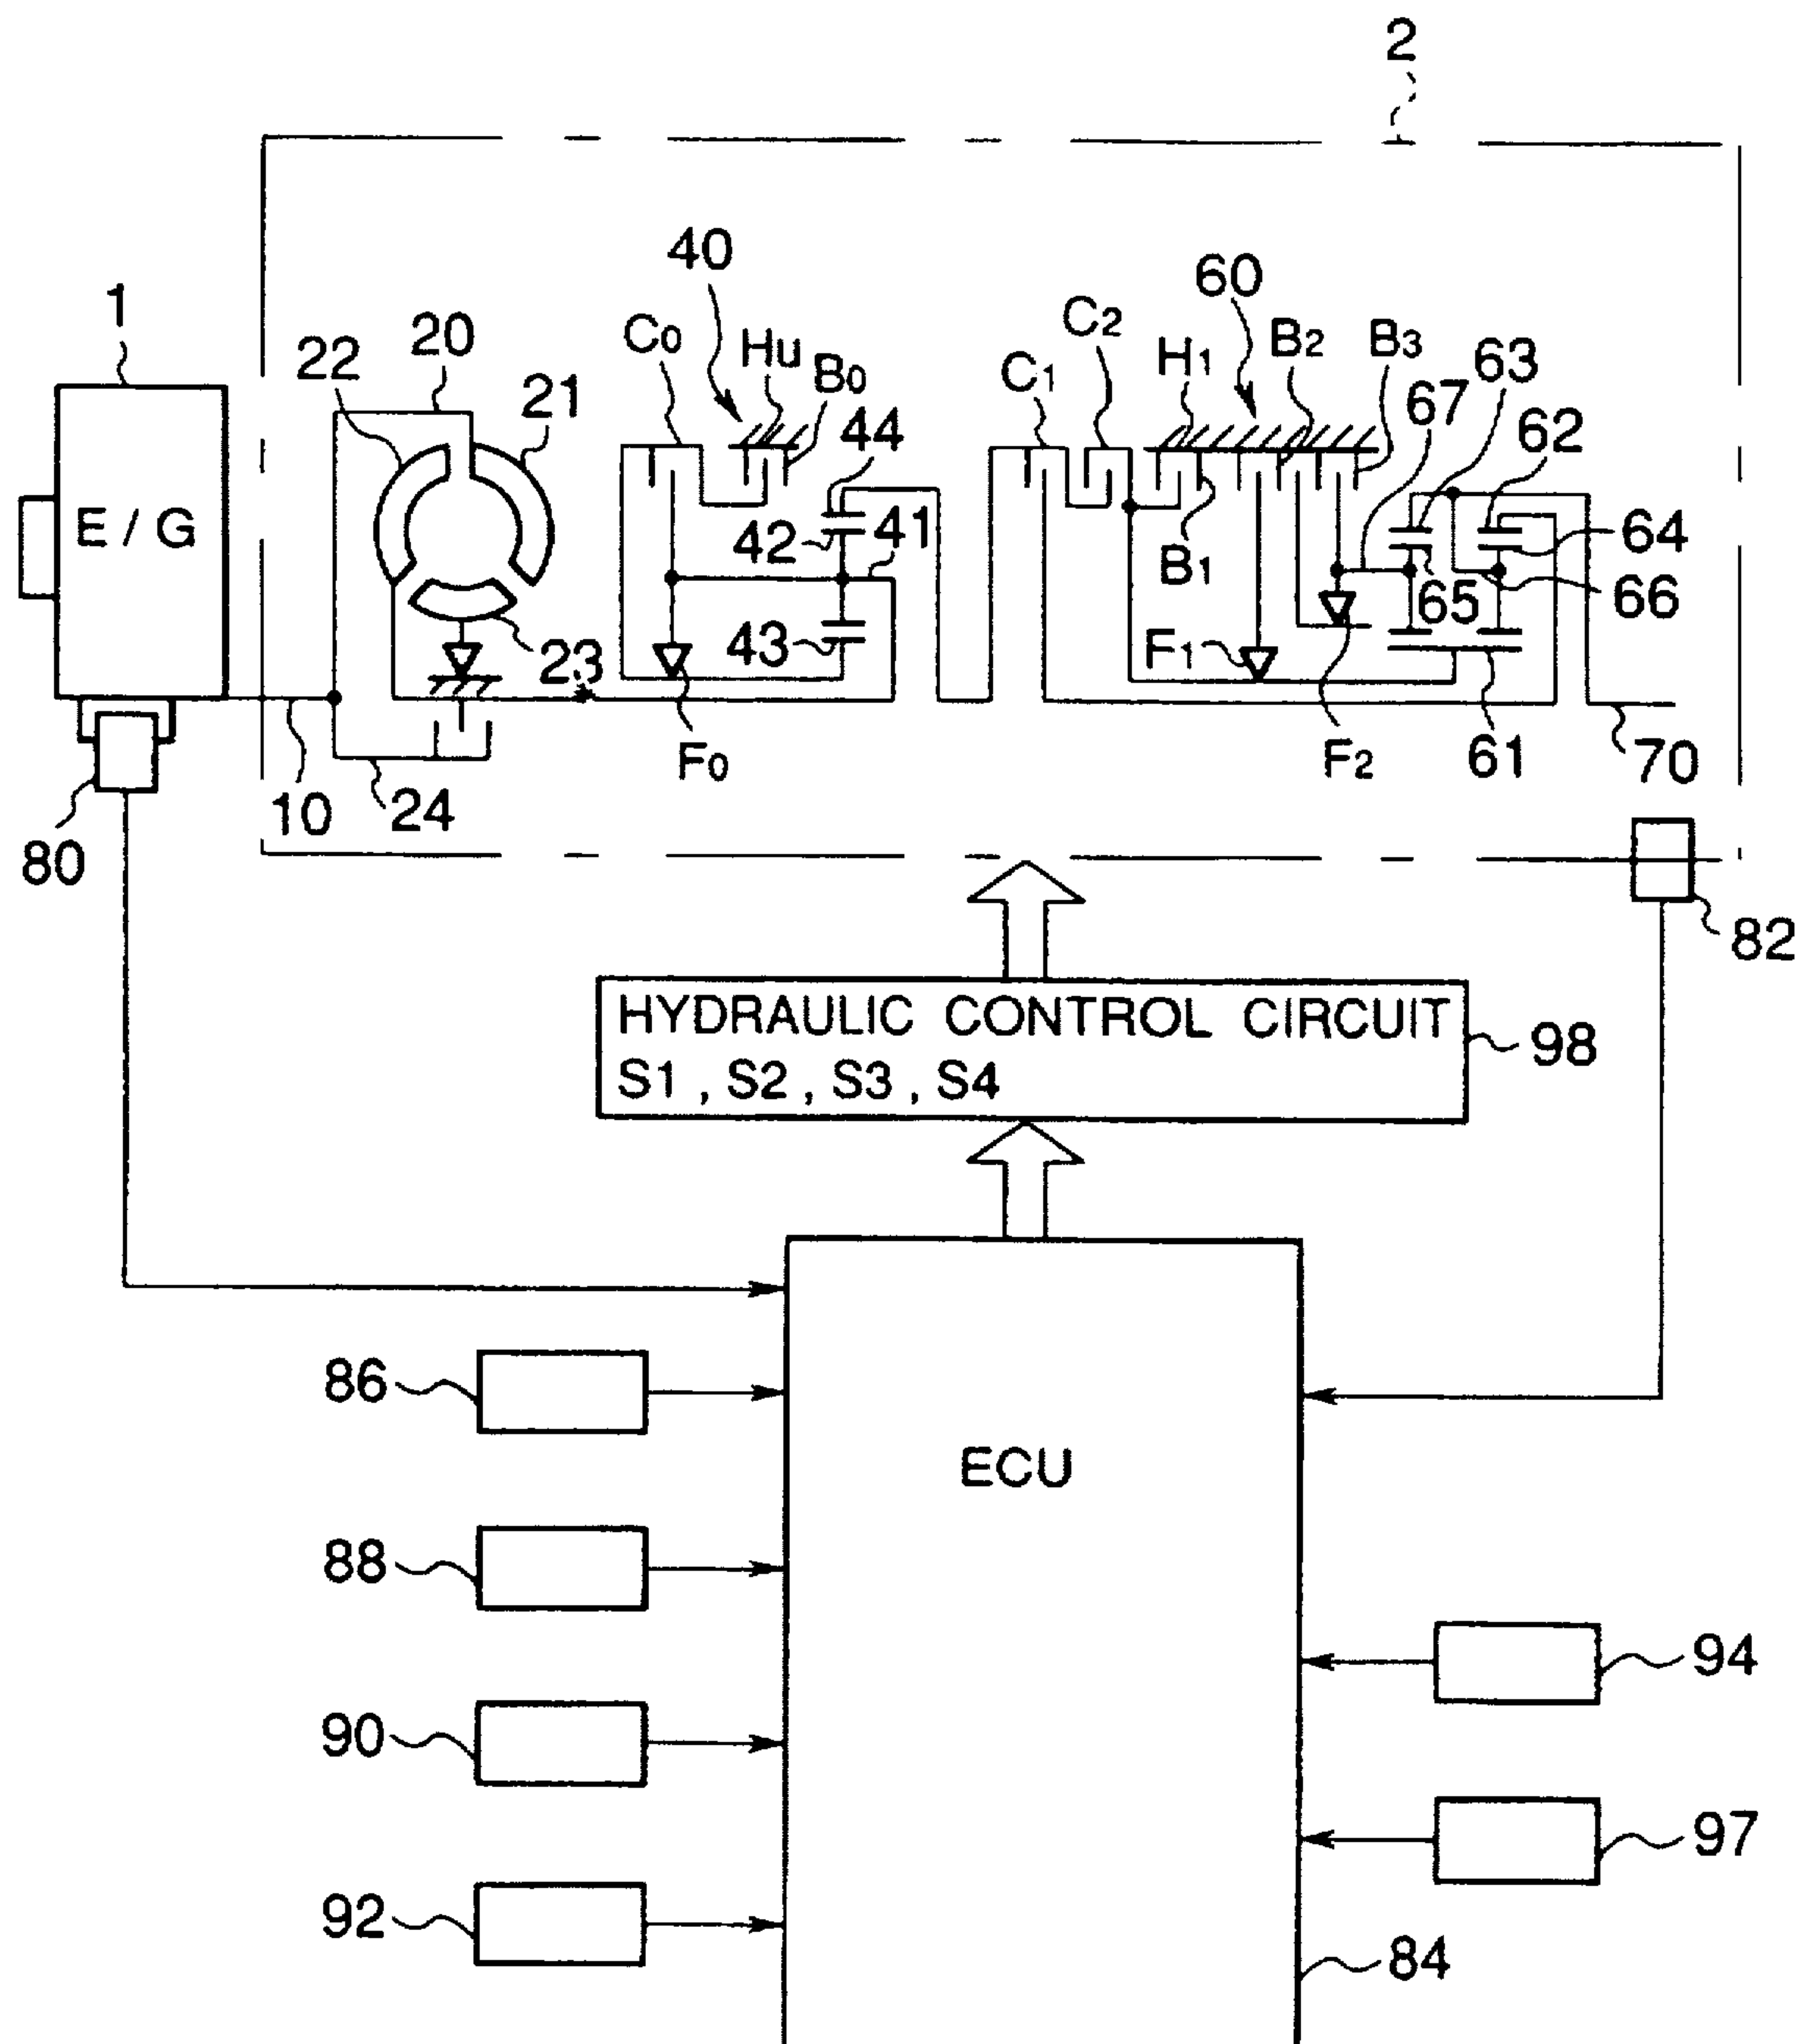 2
1
22
20
21
C0
40
Hu
B0
44
C1
C2
H1
60
B2
B3
67
63
62
E / G
42
41
43
23
B1
F1
65
64
66
80
10
24
F0
F2
61
70
82
HYDRAULIC CONTROL CIRCUIT
S1 , S2 , S3 , S4
98
86
ECU
88
94
90
97
92
84